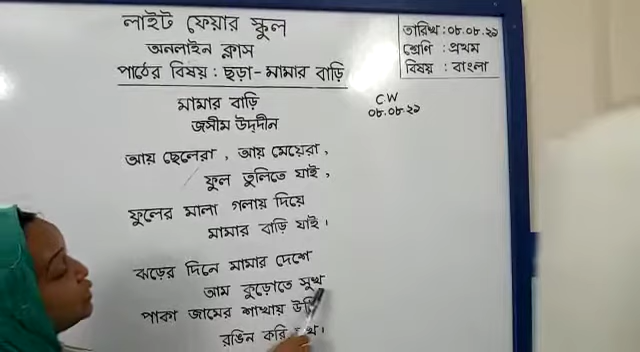 লাইট ফেয়ার স্কুল
অনলাইন ক্লাস
পাঠের বিষয় : ছড়া - মামার বাড়ি
তারিখ : ০৮.০৮.২১
শ্রেণি : প্রথম
বিষয় : বাংলা
C.W
০৮.০৮.২১
মামার বাড়ি
জসীম উদ্‌দীন
আয় ছেলেরা , আয় মেয়েরা ,
ফুল তুলিতে যাই ,
ফুলের মালা গলায় দিয়ে
মামার বাড়ি যাই ।
ঝড়ের দিনে মামার দেশে
আম কুড়োতে সুখ
পাকা জামের শাখায়
রঙিন করি